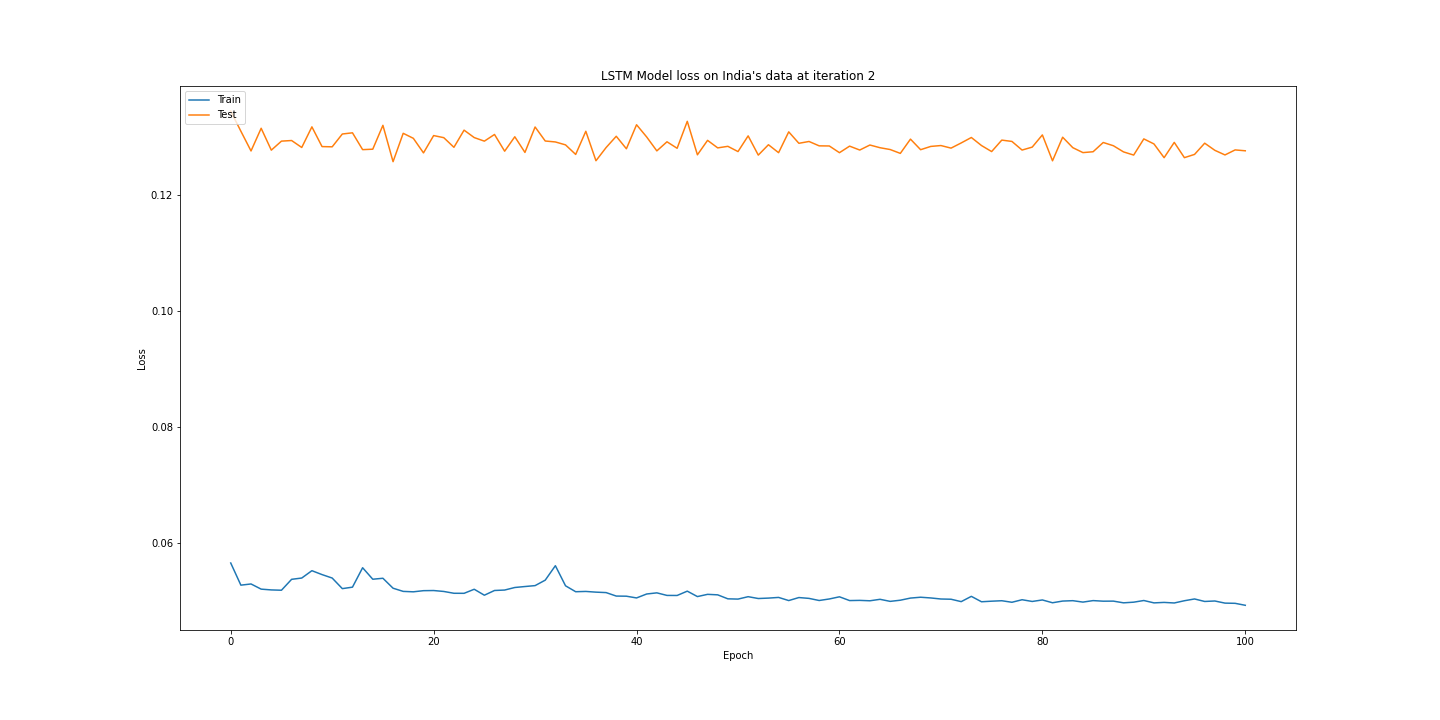 LSTM Model loss on India's data at iteration 2
Train
Test
0.12
0.10
0.08
0.06
Loss
0
20
40
60
80
100
Epoch